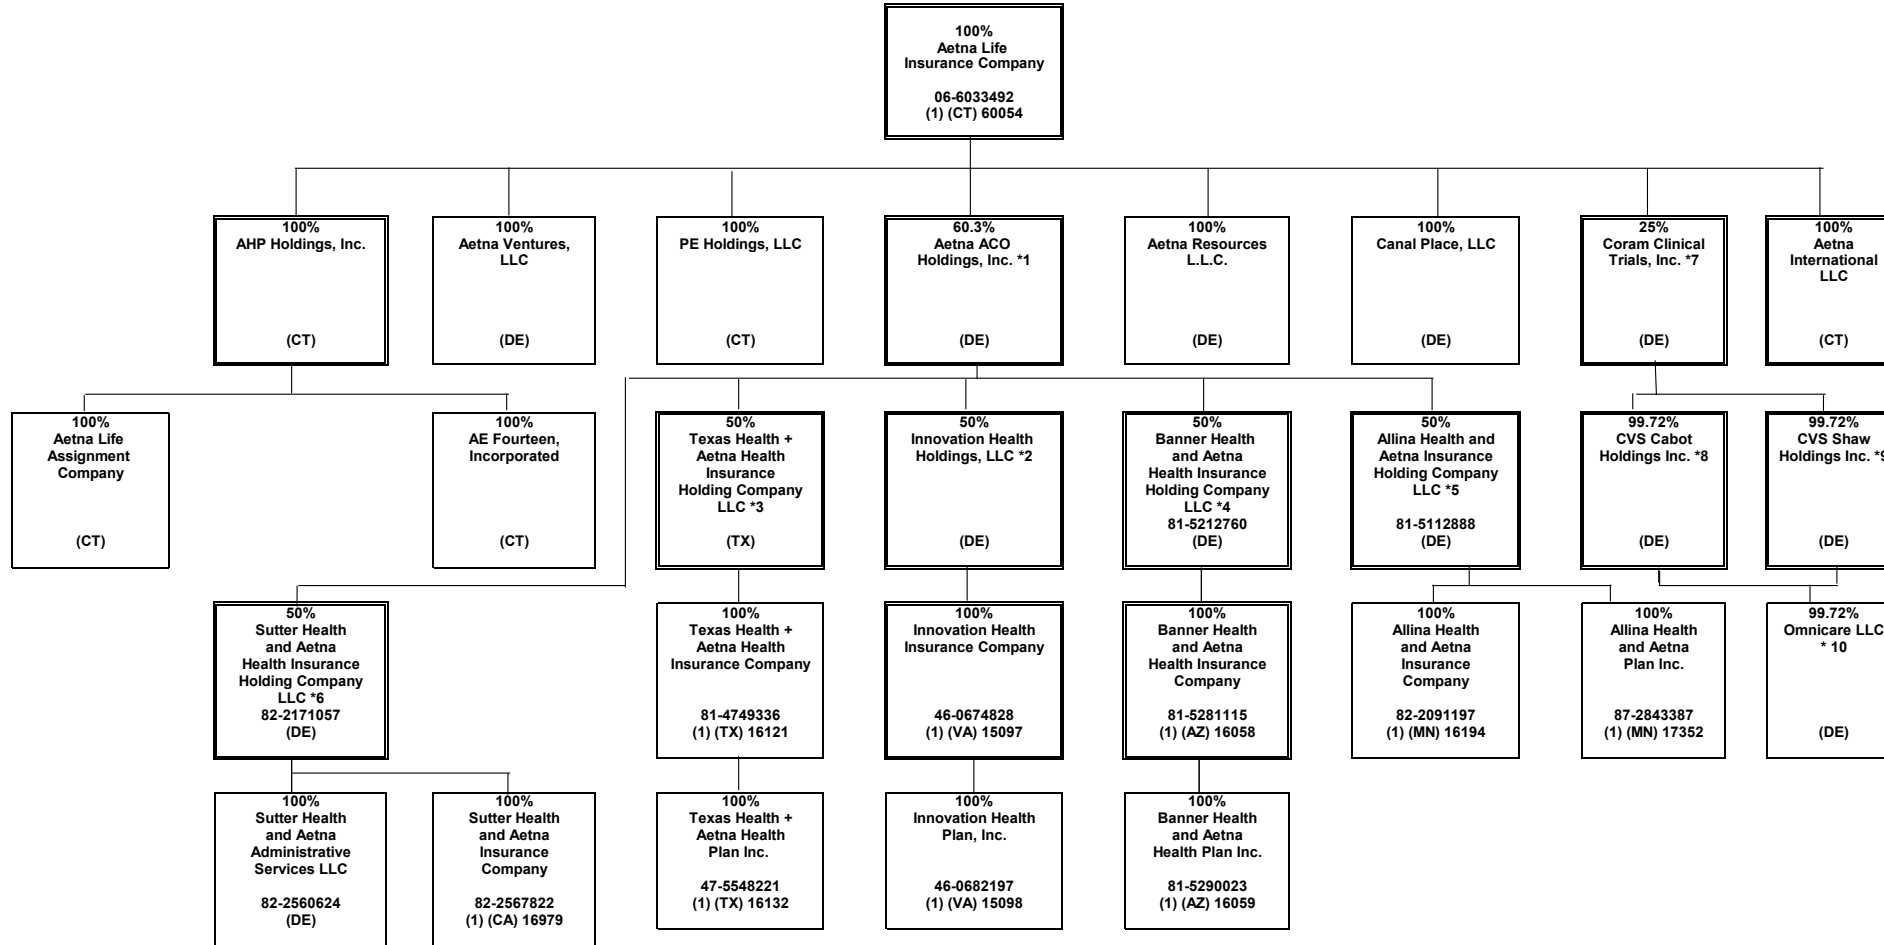 100%
Aetna Life
Insurance Company
06-6033492
(1) (CT) 60054
100%
AHP Holdings, Inc.
(CT)
100%
Aetna Ventures,
LLC
(DE)
100%
PE Holdings, LLC
(CT)
60.3%
Aetna ACO
Holdings, Inc. *1
(DE)
100%
Aetna Resources
L.L.C.
(DE)
100%
Canal Place, LLC
(DE)
25%
Coram Clinical
Trials, Inc. *7
(DE)
100%
Aetna
International
LLC
(CT)
100%
Aetna Life
Assignment
Company
(CT)
100%
AE Fourteen,
Incorporated
(CT)
50%
Texas Health +
Aetna Health
Insurance
Holding Company
LLC *3
(TX)
50%
Innovation Health
Holdings, LLC *2
(DE)
50%
Banner Health
and Aetna
Health Insurance
Holding Company
LLC *4
81-5212760
(DE)
50%
Allina Health and
Aetna Insurance
Holding Company
LLC *5
81-5112888
(DE)
99.72%
CVS Cabot
Holdings Inc. *8
(DE)
99.72%
CVS Shaw
Holdings Inc. *9
(DE)
50%
Sutter Health
and Aetna
Health Insurance
Holding Company
LLC *6
82-2171057
(DE)
100%
Texas Health +
Aetna Health
Insurance Company
81-4749336
(1) (TX) 16121
100%
Innovation Health
Insurance Company
46-0674828
(1) (VA) 15097
100%
Banner Health
and Aetna
Health Insurance
Company
81-5281115
(1) (AZ) 16058
100%
Allina Health
and Aetna
Insurance
Company
82-2091197
(1) (MN) 16194
100%
Allina Health
and Aetna
Plan Inc.
87-2843387
(1) (MN) 17352
99.72%
Omnicare LLC
* 10
(DE)
100%
Sutter Health
and Aetna
Administrative
Services LLC
82-2560624
(DE)
100%
Sutter Health
and Aetna
Insurance
Company
82-2567822
(1) (CA) 16979
100%
Texas Health +
Aetna Health
Plan Inc.
47-5548221
(1) (TX) 16132
100%
Innovation Health
Plan, Inc.
46-0682197
(1) (VA) 15098
100%
Banner Health
and Aetna
Health Plan Inc.
81-5290023
(1) (AZ) 16059